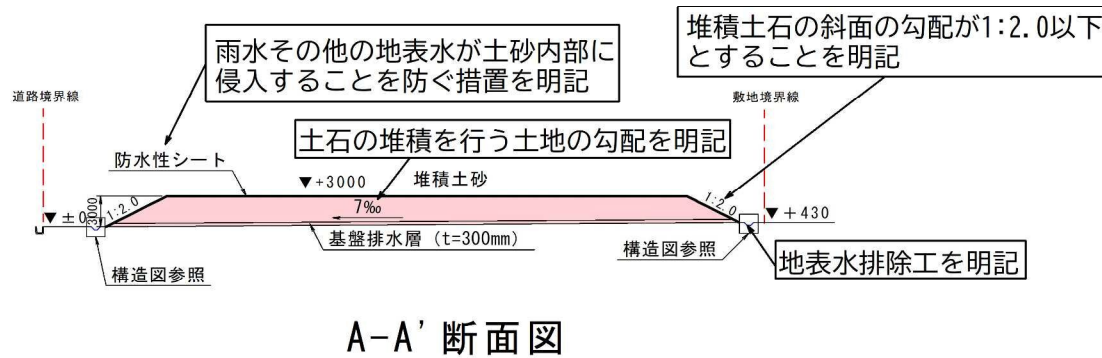 雨水その他の地表水が土砂内部に
侵入することを防ぐ措置を明記
堆積土石の斜面の勾配が1:2.0以下
とすることを明記
道路境界線
敷地境界線
土石の堆積を行う土地の勾配を明記
防水性シート
▼+3000
堆積土砂
1:2.0
1:2.0
3000
▼±0
7‰
▼+430
基盤排水層（t=300mm）
構造図参照
構造図参照
地表水排除工を明記
A-A'断面図